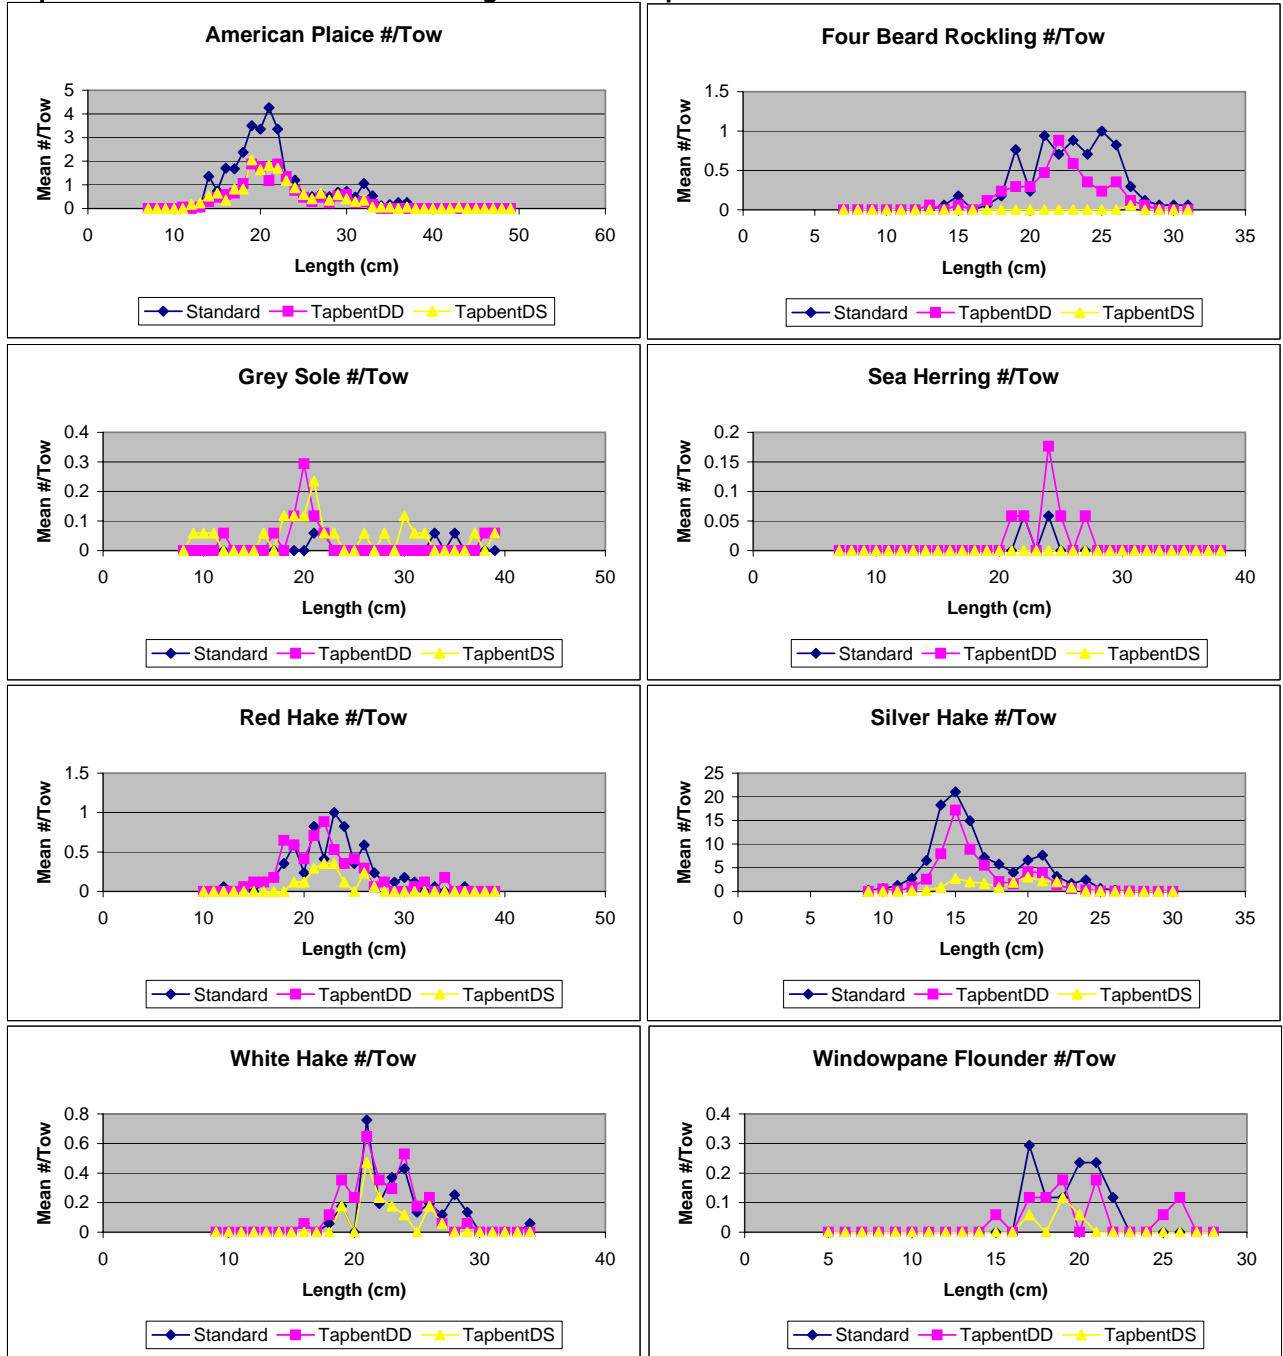 American Plaice #/Tow
Mean #/Tow
5
4
3
2
1
0
0 10 20 30 40 50 60
Length (cm)
Standard TapbentDD TapbentDS
Four Beard Rockling #/Tow
Mean #/Tow
1.5
1
0.5
0
0 5 10 15 20 25 30 35
Length (cm)
Standard TapbentDD TapbentDS
Grey Sole #/Tow
Mean #/Tow
0.4
0.3
0.2
0.1
0
0 10 20 30 40 50
Length (cm)
Standard TapbentDD TapbentDS
Sea Herring #/Tow
Mean #/Tow
0.2
0.15
0.1
0.05
0
0 10 20 30 40
Length (cm)
Standard TapbentDD TapbentDS
Red Hake #/Tow
Mean #/Tow
1.5
1
0.5
0
0 10 20 30 40 50
Length (cm)
Standard TapbentDD TapbentDS
Silver Hake #/Tow
Mean #/Tow
25
20
15
10
5
0
0 5 10 15 20 25 30 35
Length (cm)
Standard TapbentDD TapbentDS
White Hake #/Tow
Mean #/Tow
0.8
0.6
0.4
0.2
0
0 10 20 30 40
Length (cm)
Standard TapbentDD TapbentDS
Windowpane Flounder #/Tow
Mean #/Tow
0.4
0.3
0.2
0.1
0
0 5 10 15 20 25 30
Length (cm)
Standard TapbentDD TapbentDS